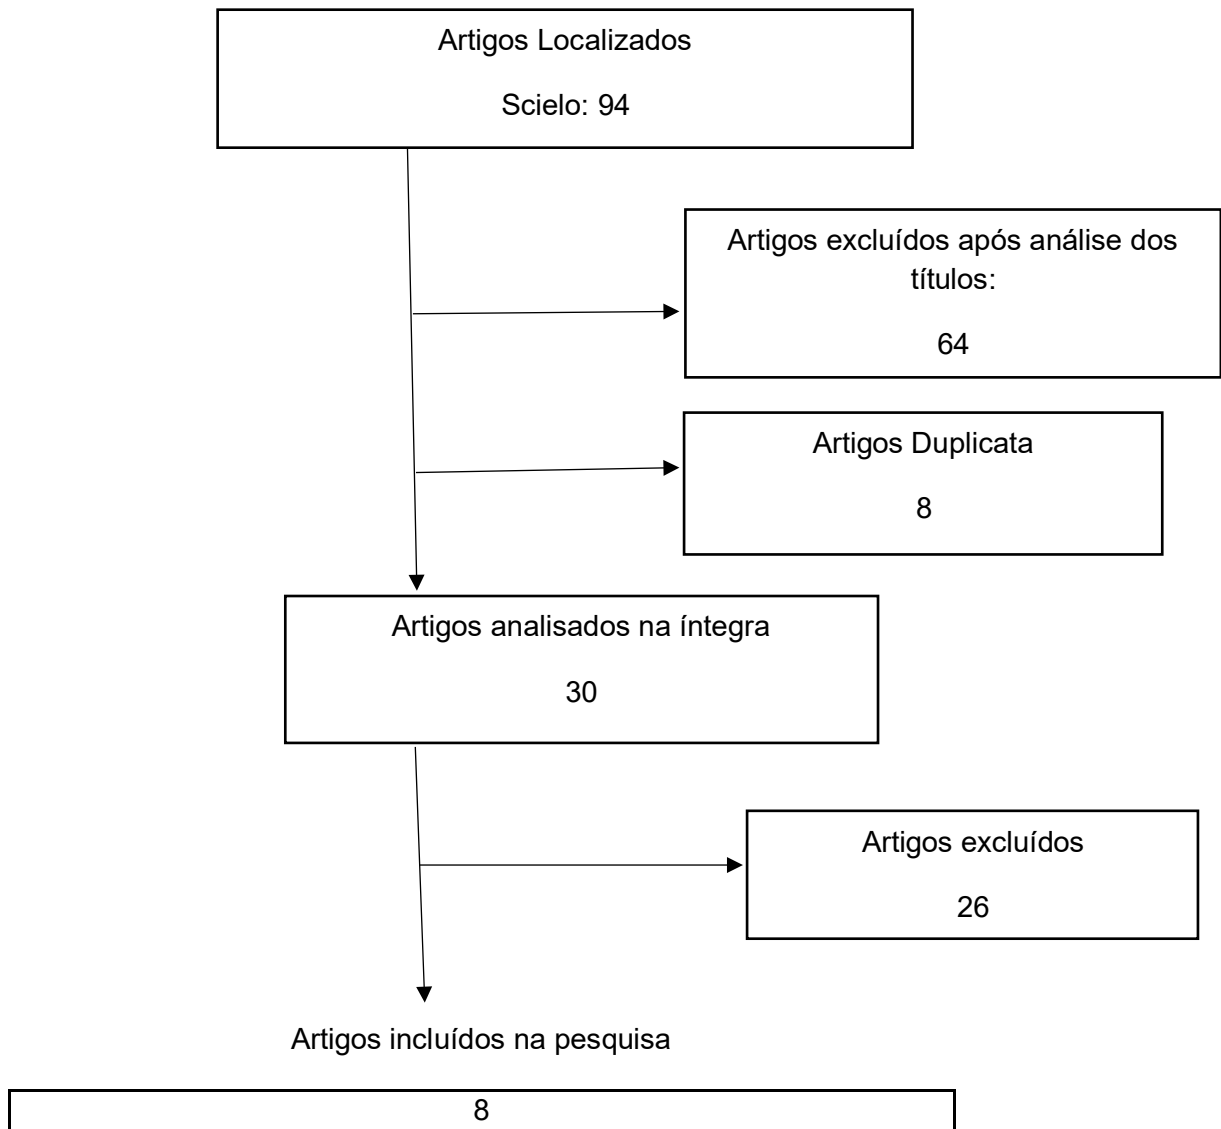 Artigos Localizados
Scielo: 94
Artigos excluídos após análise dos
títulos:
64
Artigos Duplicata
8
Artigos analisados na íntegra
30
Artigos excluídos
26
Artigos incluídos na pesquisa
8